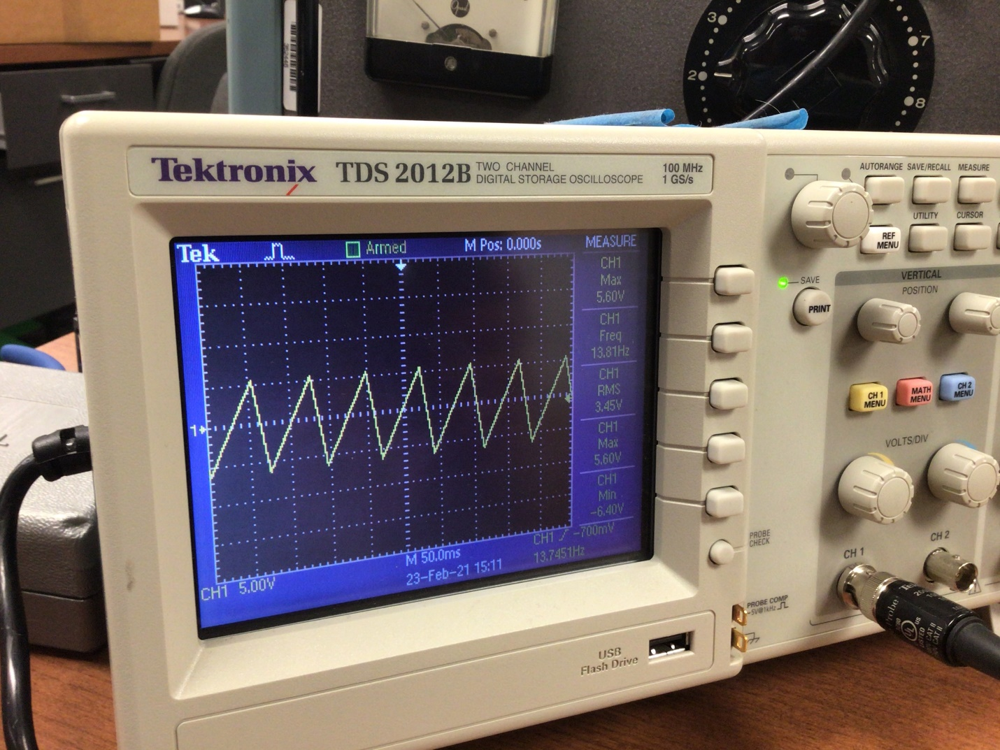 3
2
7
8
Tektronix TDS 2012B TWO CHANNEL
DIGITAL STORAGE OSCILLOSCOPE
100 MHz
1 GS/s
Tek Armed M Pos: 0.000s MEASURE
CH1
Max
5.60V
CH1
Freq
13.81Hz
CH1
RMS
3.45V
CH1
Max
5.60V
CH1
Min
-6.40V
1
CH1 5.00V
M 50.0ms
CH1 -700mV
23-Feb-21 15:11
13.7451Hz
USB
Flash Drive
AUTORANGE SAVE/RECALL MEASURE
UTILITY CURSOR
REF
MENU
SAVE
PRINT
VERTICAL
POSITION
CH 1
MENU
MATH
MENU
CH 2
MENU
VOLTS/DIV
PROBE
CHECK
CH 1
CH 2
PROBE COMP
~5V@1kHz